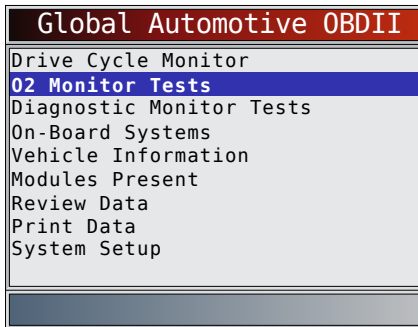 Global Automotive OBDII
Drive Cycle Monitor
O2 Monitor Tests
Diagnostic Monitor Tests
On-Board Systems
Vehicle Information
Modules Present
Review Data
Print Data
System Setup